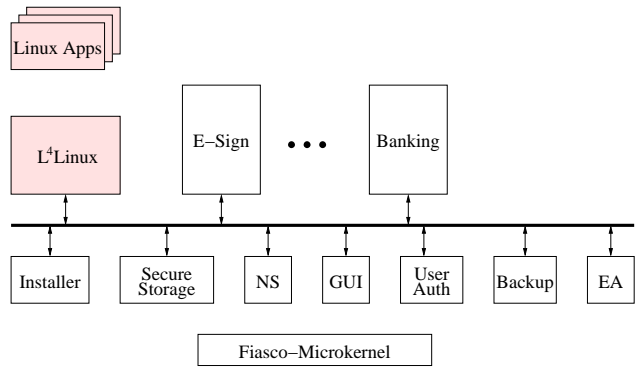 Linux Apps
L⁴Linux
E–Sign
Banking
Installer
Secure
Storage
NS
GUI
User
Auth
Backup
EA
Fiasco–Microkernel